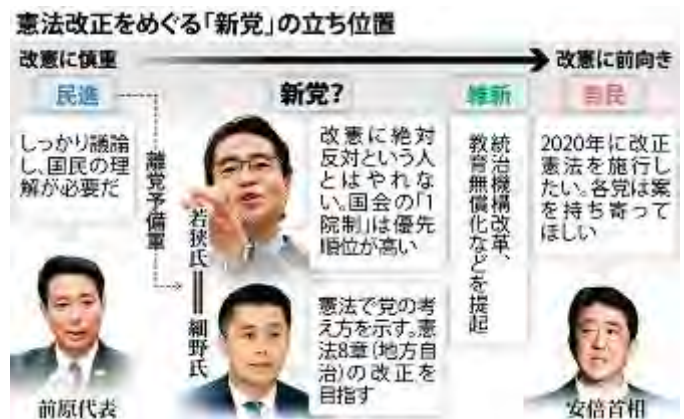 憲法改正をめぐる「新党」の立ち位置
改憲に慎重
改憲に前向き
民進
しっかり議論
し、国民の理
解が必要だ
前原代表
離党予備軍
新党?
若狭氏
細野氏
改憲に絶対
反対という人
とはやれな
い。国会の「1
院制」は優先
順位が高い
憲法で党の考
え方を示す。憲
法8章(地方自
治)の改正を
目指す
維新
統治機構改革、
教育無償化などを提起
自民
2020年に改正
憲法を施行し
たい。各党は案
を持ち寄って
ほしい
安倍首相